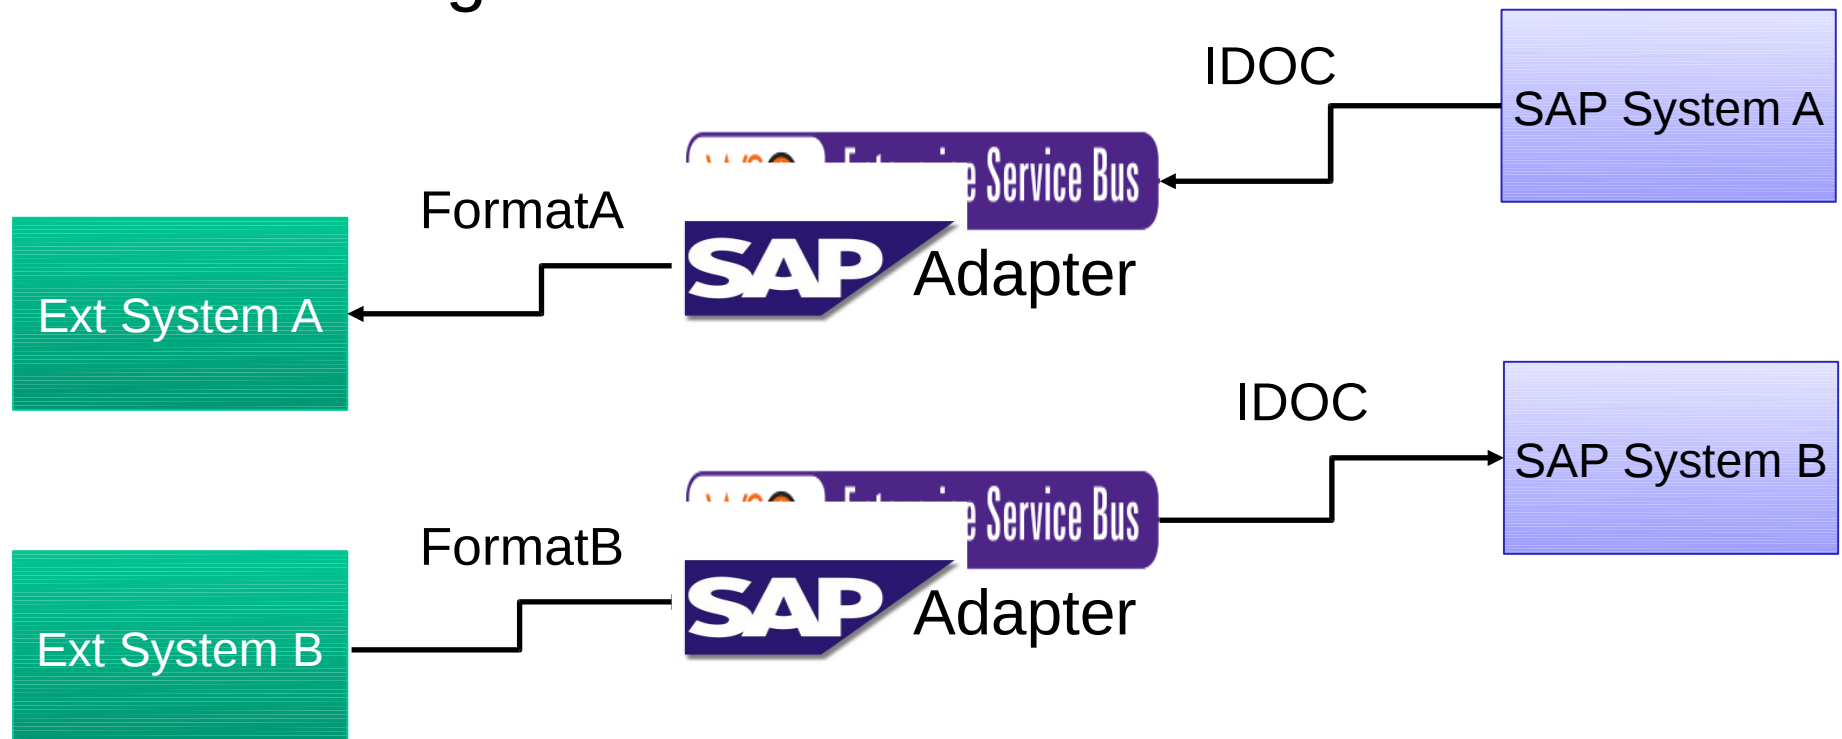 IDOC
SAP System A
Service Bus
FormatA
SAP Adapter
Ext System A
IDOC
SAP System B
Service Bus
FormatB
SAP Adapter
Ext System B